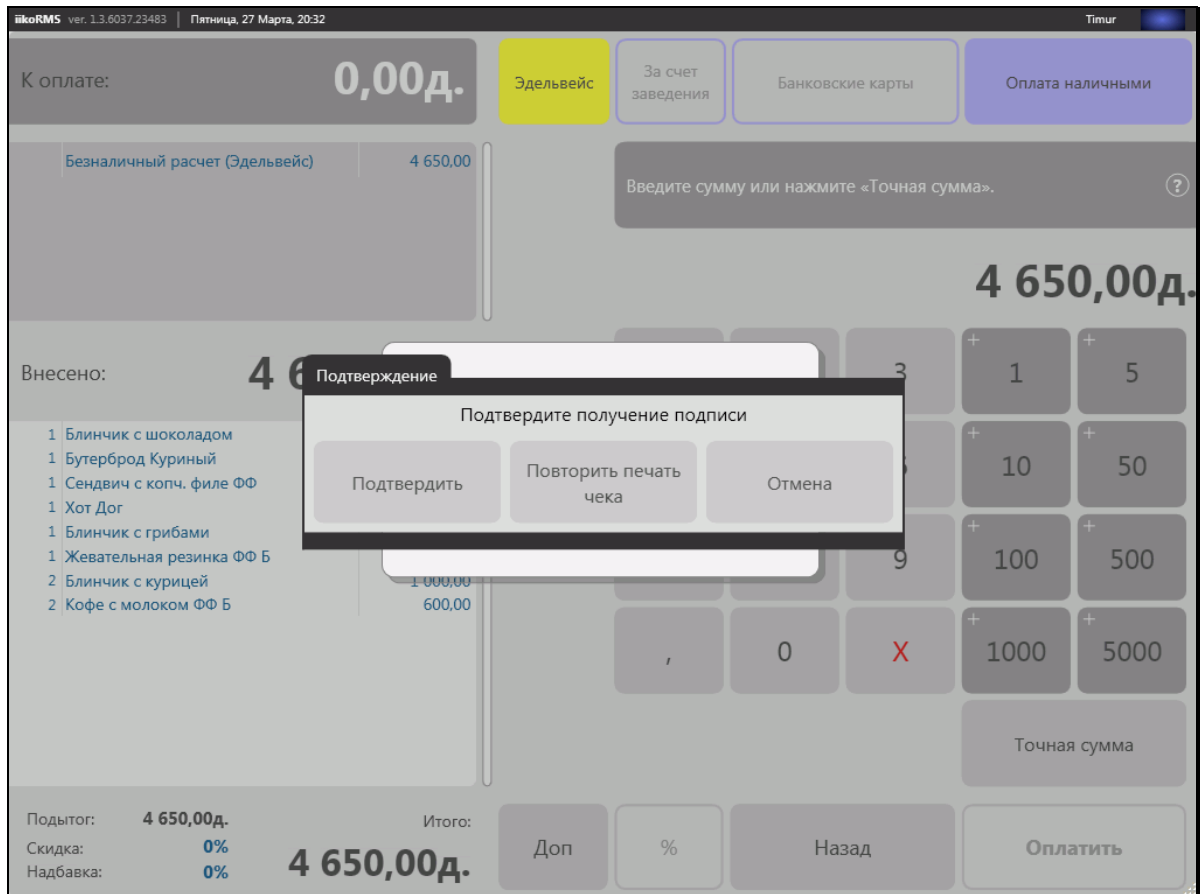 iikoRMS ver. 1.3.6037.23483 | Пятница, 27 Марта, 20:32 Timur
К оплате: 0,00д.
Эдельвейс
За счет
заведения
Банковские карты
Оплата наличными
Безналичный расчет (Эдельвейс) 4 650,00
Введите сумму или нажмите «Точная сумма». ?
4 650,00д.
Внесено: 4
3
+ 1
+ 5
Подтверждение
Подтвердите получение подписи
Подтвердить
Повторить печать
чека
Отмена
1 Блинчик с шоколадом
1 Бутерброд Куриный
1 Сендвич с копч. филе ФФ
1 Хот Дог
1 Блинчик с грибами
1 Жевательная резинка ФФ Б
2 Блинчик с курицей 1 000,00
2 Кофе с молоком ФФ Б 600,00
+ 10
+ 50
9
+ 100
+ 500
,
0
X
+ 1000
+ 5000
Точная сумма
Подытог: 4 650,00д.
Скидка: 0%
Надбавка: 0%
Итого:
4 650,00д.
Доп
%
Назад
Оплатить